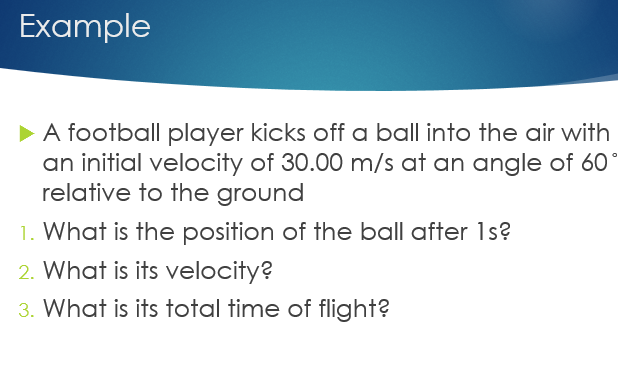 Example
A football player kicks off a ball into the air with
an initial velocity of 30.00 m/s at an angle of 60°
relative to the ground
1. What is the position of the ball after 1s?
2. What is its velocity?
3. What is its total time of flight?